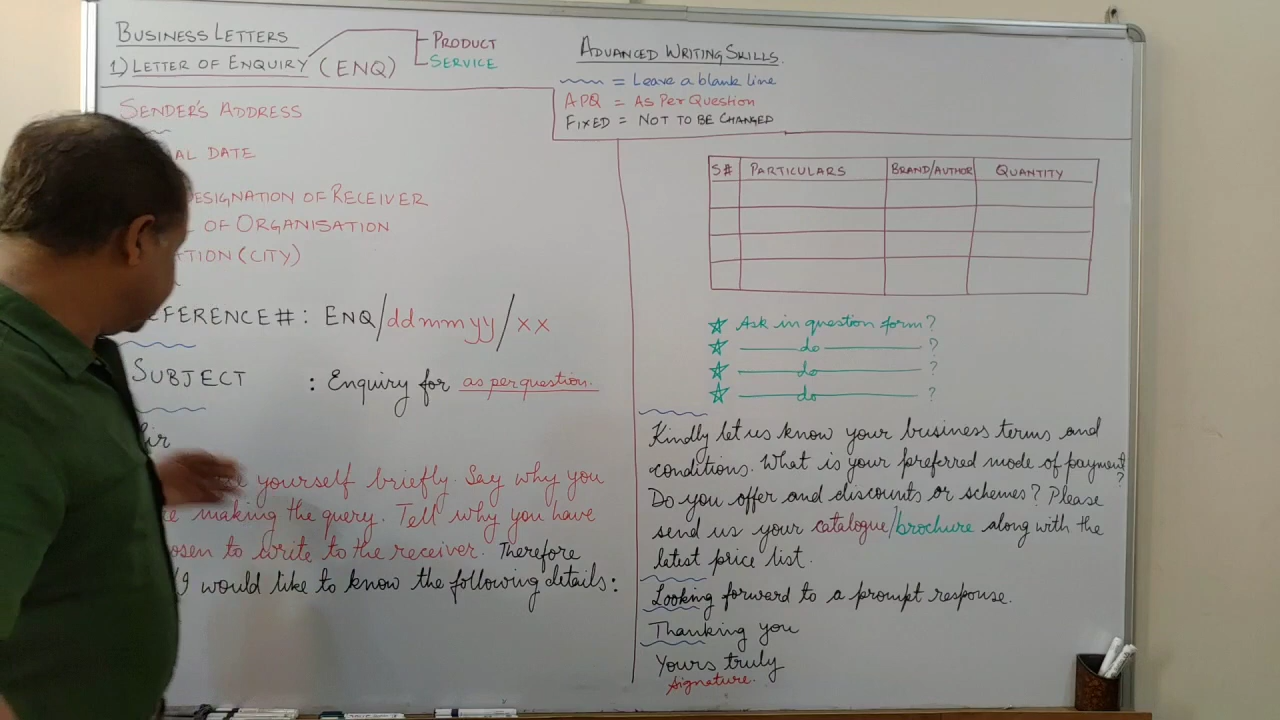 BUSINESS LETTERS
1) LETTER OF ENQUIRY (ENQ)
PRODUCT
SERVICE
ADVANCED WRITING SKILLS.
= Leave a blank line
APQ = AS PER QUESTION
FIXED = NOT TO BE CHANGED
SENDER'S ADDRESS
DATE
OF RECEIVER
OF ORGANISATION
(CITY)
#: ENQ/ddmmyy/xx
SUBJECT : Enquiry for as per question.
yourself briefly. Say why you
making the query. Tell why you have
to write to the receiver. Therefore
I would like to know the following details:
S# PARTICULARS BRAND/AUTHOR QUANTITY
Ask in question form?
do ?
do ?
do ?
Kindly let us know your business terms and
conditions. What is your preferred mode of payment?
Do you offer and discounts or schemes? Please
send us your catalogue/brochure along with the
latest price list.
Looking forward to a prompt response.
Thanking you
Yours truly
Signature.